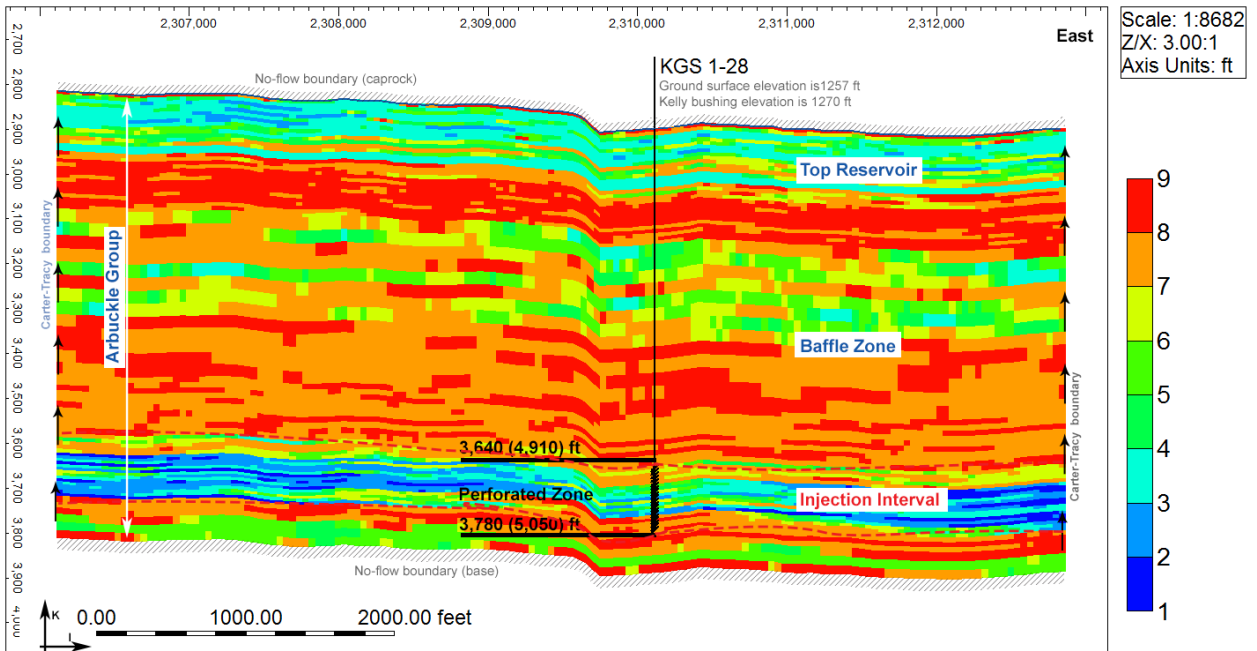 2,307,000 2,308,000 2,309,000 2,310,000 2,311,000 2,312,000
East
Scale: 1:8682
Z/X: 3.00:1
Axis Units: ft
2,700
2,800
2,900
3,000
3,100
3,200
3,300
3,400
3,500
3,600
3,700
3,800
3,900
4,000
No-flow boundary (caprock)
KGS 1-28
Ground surface elevation is1257 ft
Kelly bushing elevation is 1270 ft
Top Reservoir
Carter-Tracy boundary
Arbuckle Group
Baffle Zone
Carter-Tracy boundary
3,640 (4,910) ft
Perforated Zone
Injection Interval
3,780 (5,050) ft
No-flow boundary (base)
K
I
0.00 1000.00 2000.00 feet
9
8
7
6
5
4
3
2
1